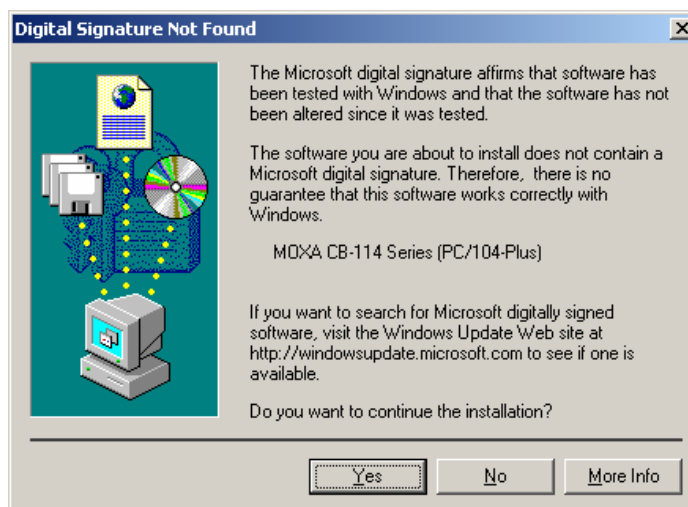 Digital Signature Not Found
The Microsoft digital signature affirms that software has
been tested with Windows and that the software has not
been altered since it was tested.
The software you are about to install does not contain a
Microsoft digital signature. Therefore,  there is no
guarantee that this software works correctly with
Windows.
MOXA CB-114 Series (PC/104-Plus)
If you want to search for Microsoft digitally signed
software, visit the Windows Update Web site at
http://windowsupdate.microsoft.com to see if one is
available.
Do you want to continue the installation?
Yes
No
More Info